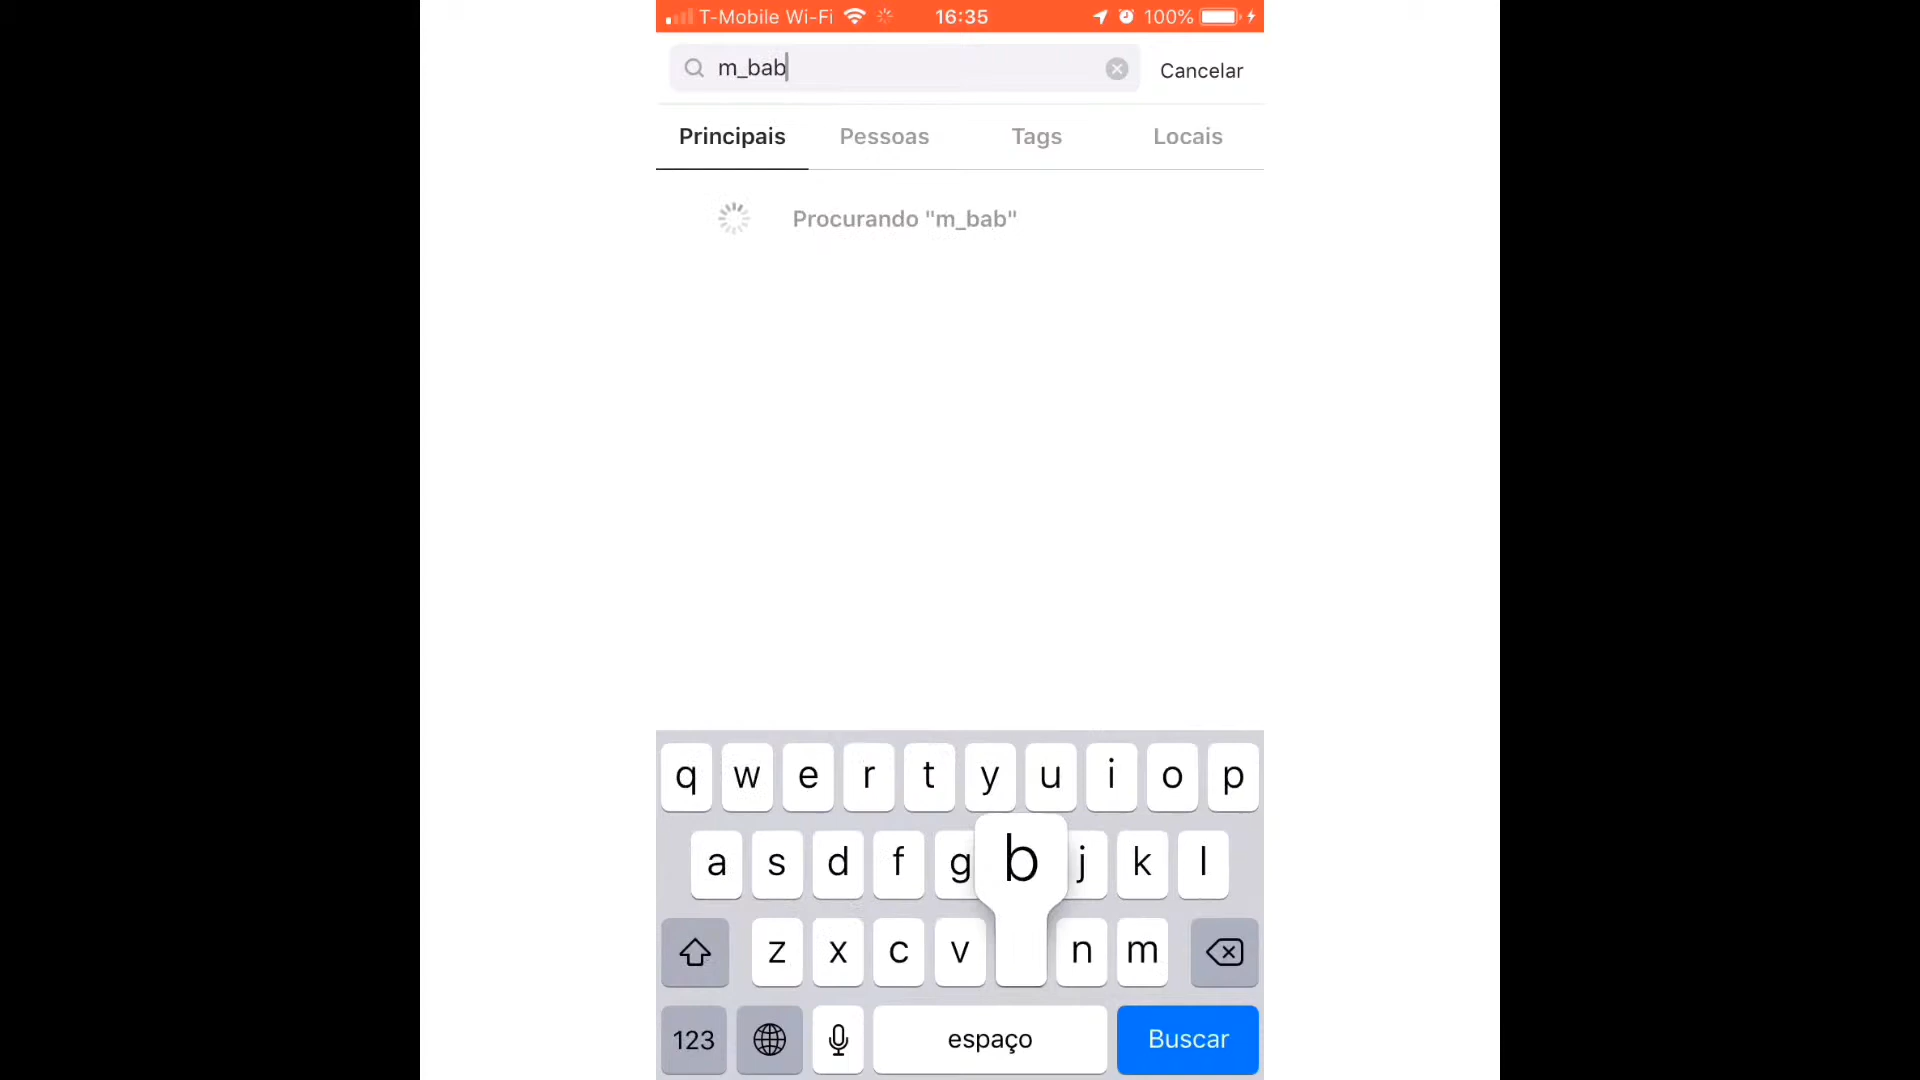 T-Mobile Wi-Fi 16:35 100%
m_bab Cancelar
Principais Pessoas Tags Locais
Procurando "m_bab"
q w e r t y u i o p
a s d f g b j k l
z x c v n m
123 espaço Buscar